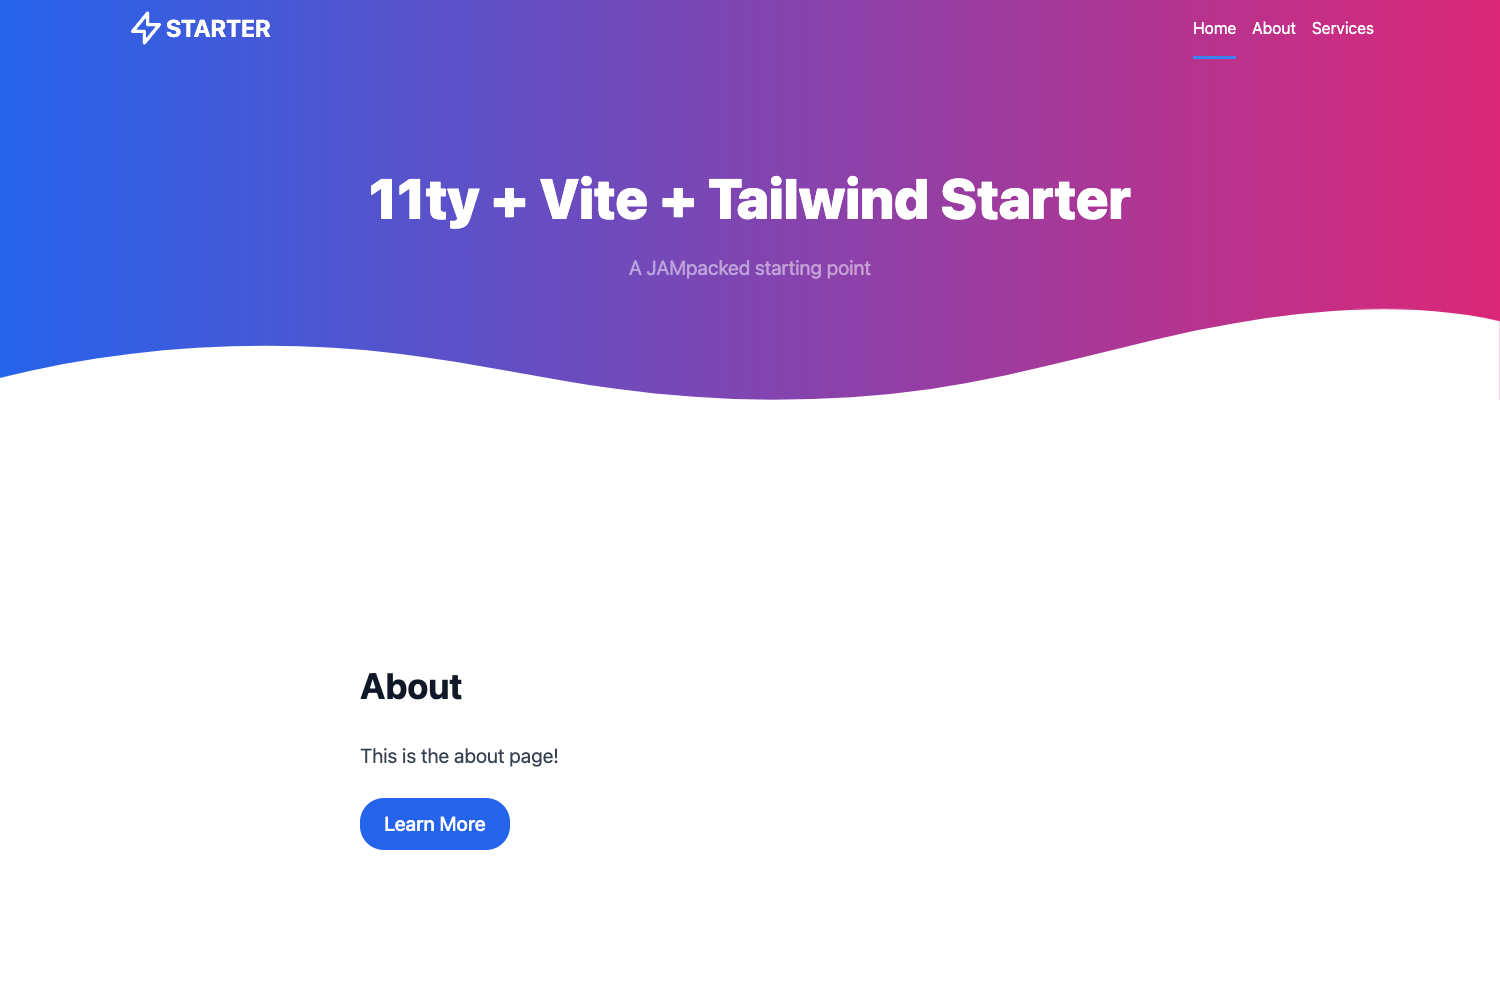 STARTER
Home About Services
11ty + Vite + Tailwind Starter
A JAMpacked starting point
About
This is the about page!
Learn More